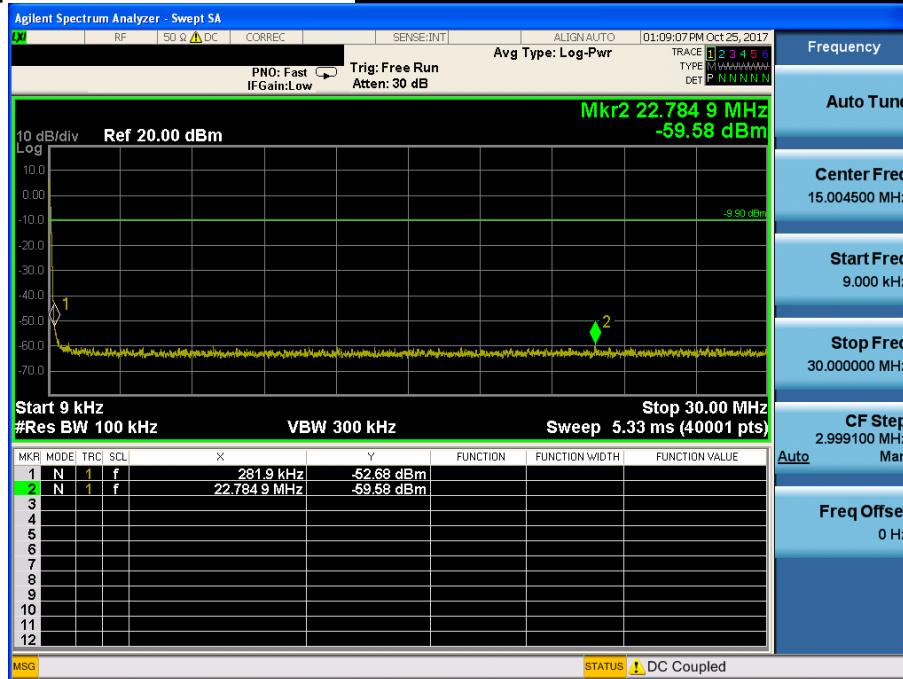 Agilent Spectrum Analyzer - Swept SA
LXI RF 50 Ω DC CORREC SENSE:INT ALIGN AUTO 01:09:07 PM Oct 25, 2017
Avg Type: Log-Pwr TRACE 1 2 3 4 5 6
PNO: Fast Trig: Free Run TYPE M W W W W W
IFGain:Low Atten: 30 dB DET P N N N N N
Mkr2 22.784 9 MHz
-59.58 dBm
10 dB/div Ref 20.00 dBm
Log
10.0
0.00
-10.0
-9.90 dBm
-20.0
-30.0
-40.0
1
-50.0
2
-60.0
-70.0
Start 9 kHz Stop 30.00 MHz
#Res BW 100 kHz VBW 300 kHz Sweep 5.33 ms (40001 pts)
MKR MODE TRC SCL X Y FUNCTION FUNCTION WIDTH FUNCTION VALUE
1 N 1 f 281.9 kHz -52.68 dBm
2 N 1 f 22.784 9 MHz -59.58 dBm
3
4
5
6
7
8
9
10
11
12
MSG STATUS DC Coupled
Frequency
Auto Tune
Center Freq
15.004500 MHz
Start Freq
9.000 kHz
Stop Freq
30.000000 MHz
CF Step
2.999100 MHz
Auto Man
Freq Offset
0 Hz